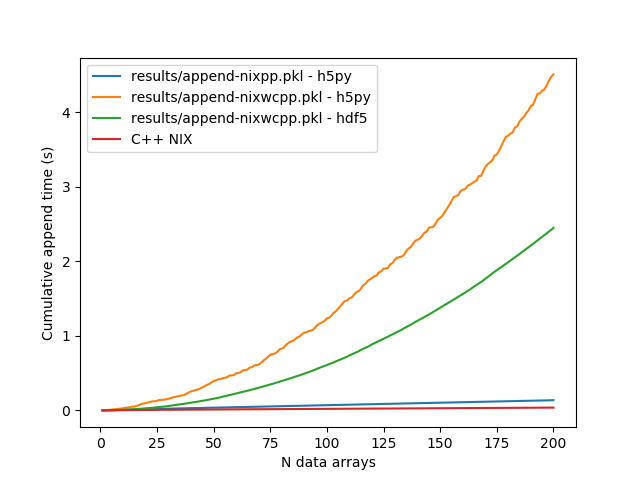 results/append-nixpp.pkl - h5py
results/append-nixwcpp.pkl - h5py
results/append-nixwcpp.pkl - hdf5
C++ NIX
Cumulative append time (s)
4
3
2
1
0
0 25 50 75 100 125 150 175 200
N data arrays